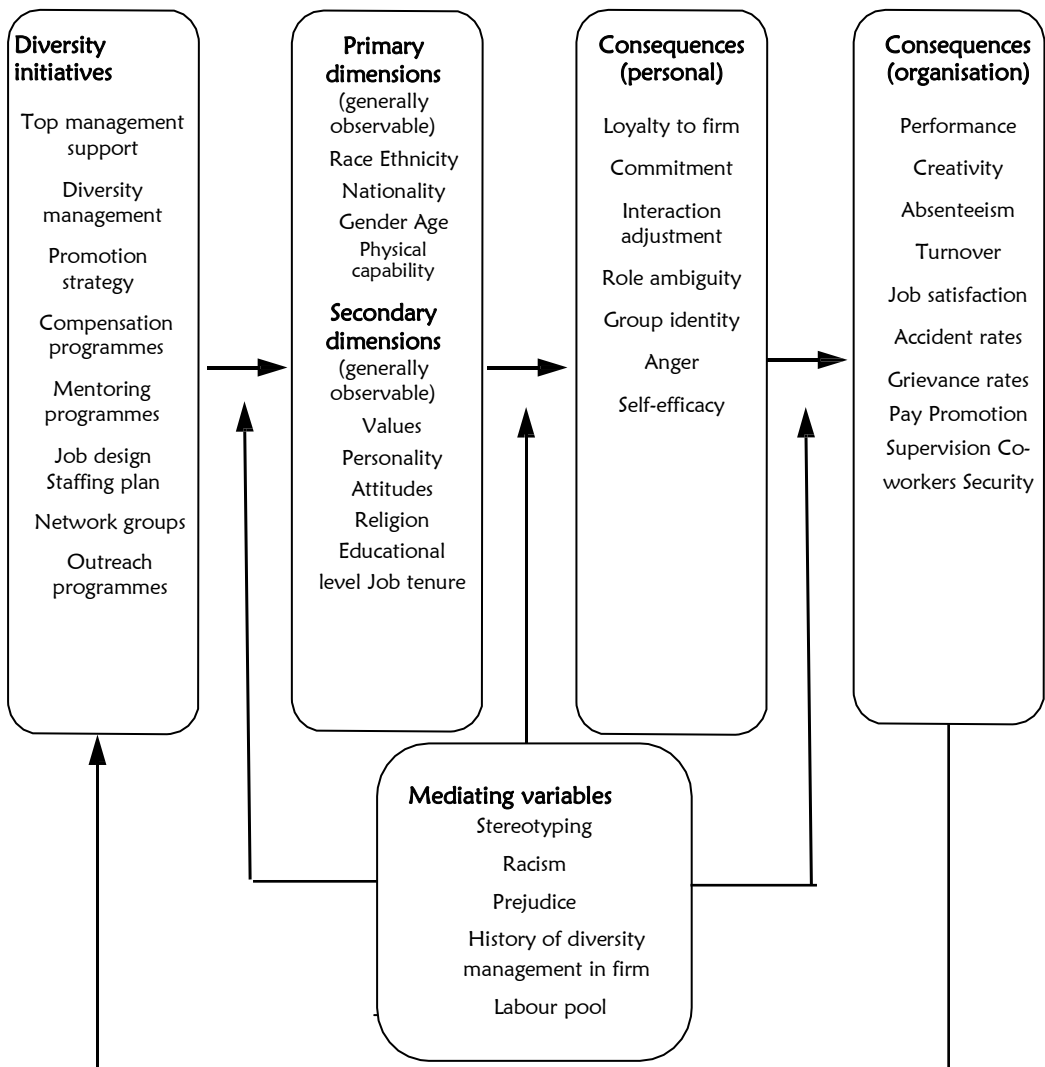 Diversity
initiatives
Top management
support
Diversity
management
Promotion
strategy
Compensation
programmes
Mentoring
programmes
Job design
Staffing plan
Network groups
Outreach
programmes
Primary
dimensions
(generally
observable)
Race Ethnicity
Nationality
Gender Age
Physical
capability
Secondary
dimensions
(generally
observable)
Values
Personality
Attitudes
Religion
Educational
level Job tenure
Consequences
(personal)
Loyalty to firm
Commitment
Interaction
adjustment
Role ambiguity
Group identity
Anger
Self-efficacy
Consequences
(organisation)
Performance
Creativity
Absenteeism
Turnover
Job satisfaction
Accident rates
Grievance rates
Pay Promotion
Supervision Co-
workers Security
Mediating variables
Stereotyping
Racism
Prejudice
History of diversity
management in firm
Labour pool